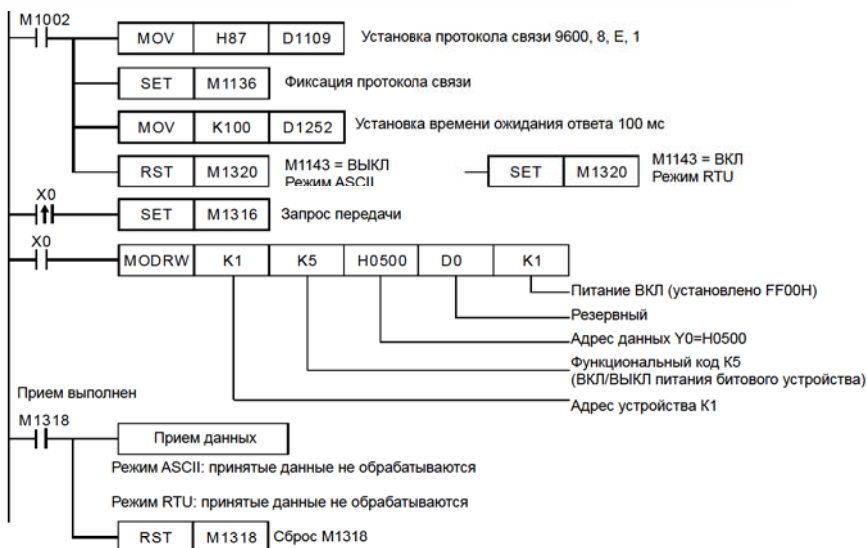 M1002
MOV H87 D1109 Установка протокола связи 9600, 8, E, 1
SET M1136 Фиксация протокола связи
MOV K100 D1252 Установка времени ожидания ответа 100 мс
RST M1320 M1143 = ВЫКЛ
Режим ASCII
SET M1320 M1143 = ВКЛ
Режим RTU
X0
SET M1316 Запрос передачи
X0
MODRW K1 K5 H0500 D0 K1
Питание ВКЛ (установлено FF00H)
Резервный
Адрес данных Y0=H0500
Функциональный код K5
(ВКЛ/ВЫКЛ питания битового устройства)
Адрес устройства K1
Прием выполнен
M1318
Прием данных
Режим ASCII: принятые данные не обрабатываются
Режим RTU: принятые данные не обрабатываются
RST M1318 Сброс M1318